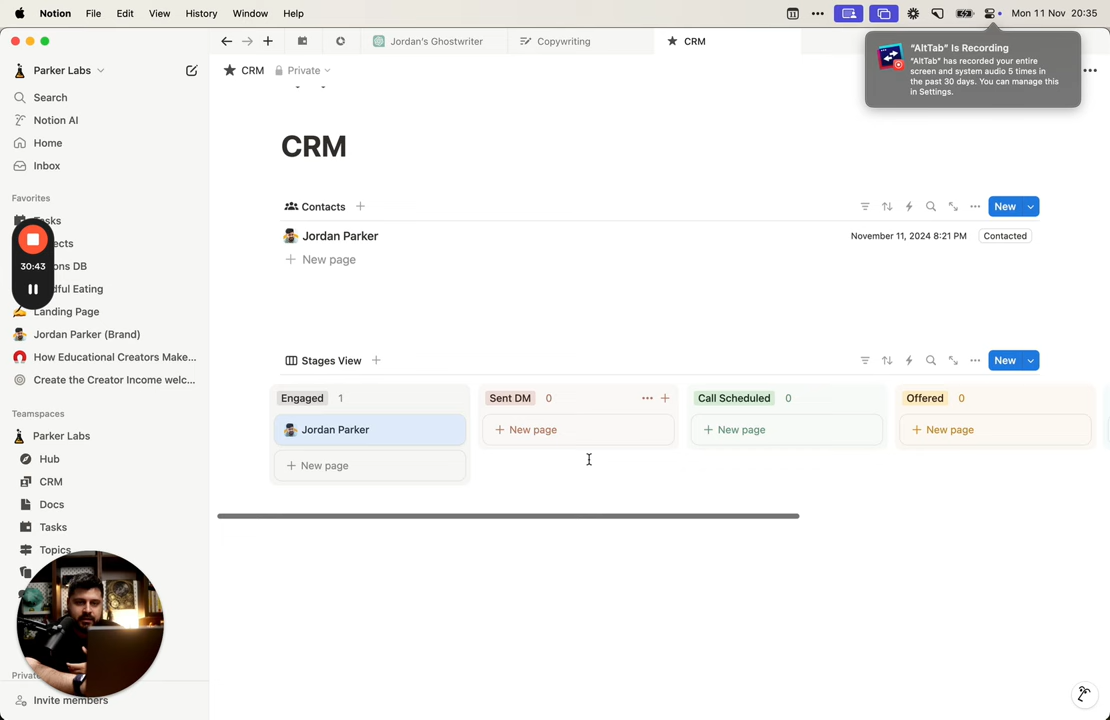 Notion File Edit View History Window Help Mon 11 Nov 20:35
Parker Labs
Jordan's Ghostwriter
Copywriting
CRM
CRM Private
"AltTab" Is Recording
"AltTab" has recorded your entire
screen and system audio 5 times in
the past 30 days. You can manage this
in Settings.
Search
Notion AI
Home
Inbox
Favorites
Tasks
ects
ons DB
dful Eating
Landing Page
Jordan Parker (Brand)
How Educational Creators Make...
Create the Creator Income welc...
Teamspaces
Parker Labs
Hub
CRM
Docs
Tasks
Topics
Invite members
30:43
CRM
Contacts
New
Jordan Parker November 11, 2024 8:21 PM Contacted
New page
Stages View
New
Engaged 1 Sent DM 0 Call Scheduled 0 Offered 0
Jordan Parker New page New page New page
New page